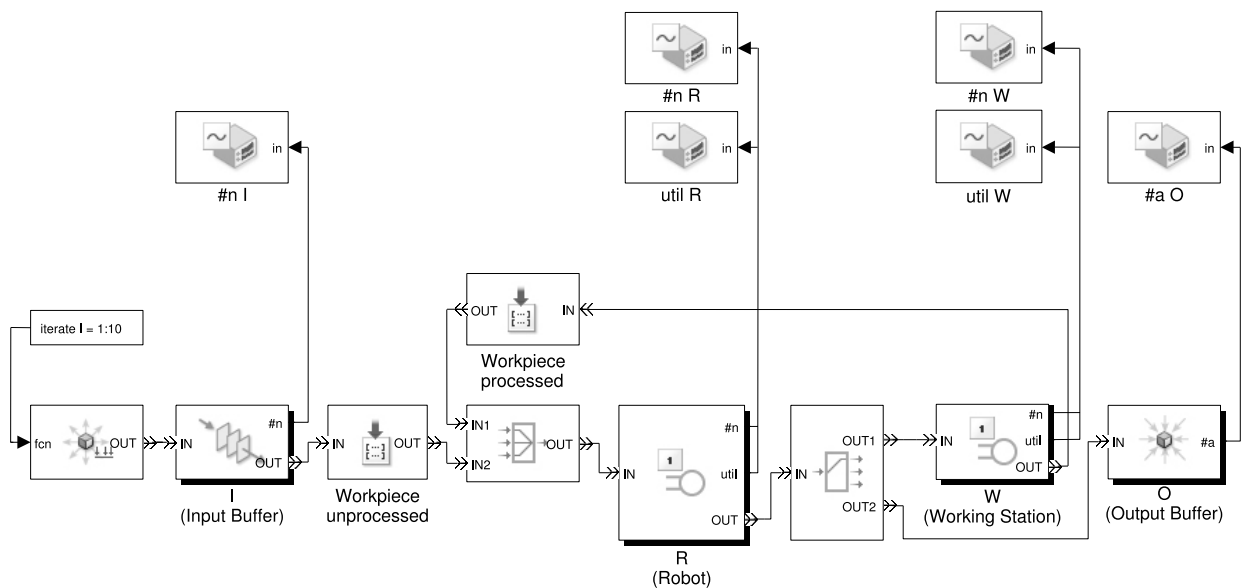 in
#n R
in
#n W
in
#n I
in
util R
in
util W
in
#a O
iterate I = 1:10
OUT
[...]
[...]
IN
Workpiece
processed
fcn
OUT
IN
#n
OUT
I
(Input Buffer)
IN
[...]
[...]
OUT
Workpiece
unprocessed
IN1
IN2
OUT
IN
1
#n
util
OUT
R
(Robot)
IN
OUT1
OUT2
IN
1
#n
util
OUT
W
(Working Station)
IN
#a
O
(Output Buffer)